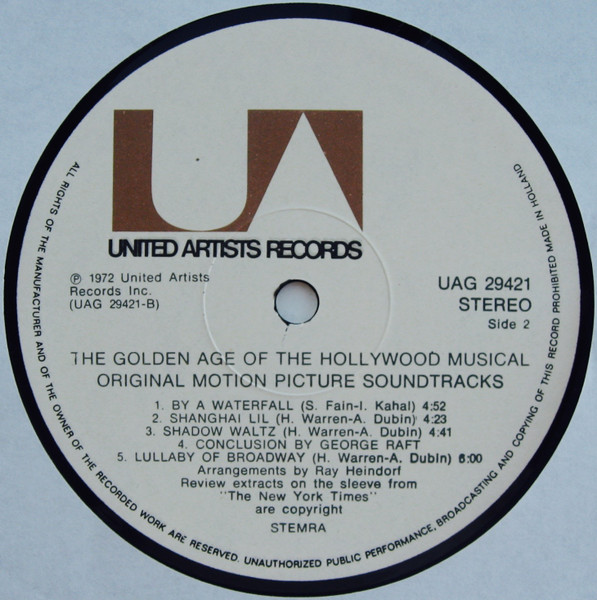 UA
UNITED ARTISTS RECORDS
℗ 1972 United Artists
Records Inc.
(UAG 29421-B)
UAG 29421
STEREO
Side 2
THE GOLDEN AGE OF THE HOLLYWOOD MUSICAL
ORIGINAL MOTION PICTURE SOUNDTRACKS
1. BY A WATERFALL (S. Fain-I. Kahal) 4:52
2. SHANGHAI LIL (H. Warren-A. Dubin) 4:23
3. SHADOW WALTZ (H. Warren-A. Dubin) 4:41
4. CONCLUSION BY GEORGE RAFT
5. LULLABY OF BROADWAY (H. Warren-A. Dubin) 6:00
Arrangements by Ray Heindorf
Review extracts on the sleeve from
"The New York Times"
are copyright
STEMRA
ALL RIGHTS OF THE MANUFACTURER AND OF THE OWNER OF THE RECORDED WORK ARE RESERVED. UNAUTHORIZED PUBLIC PERFORMANCE, BROADCASTING AND COPYING OF THIS RECORD PROHIBITED MADE IN HOLLAND